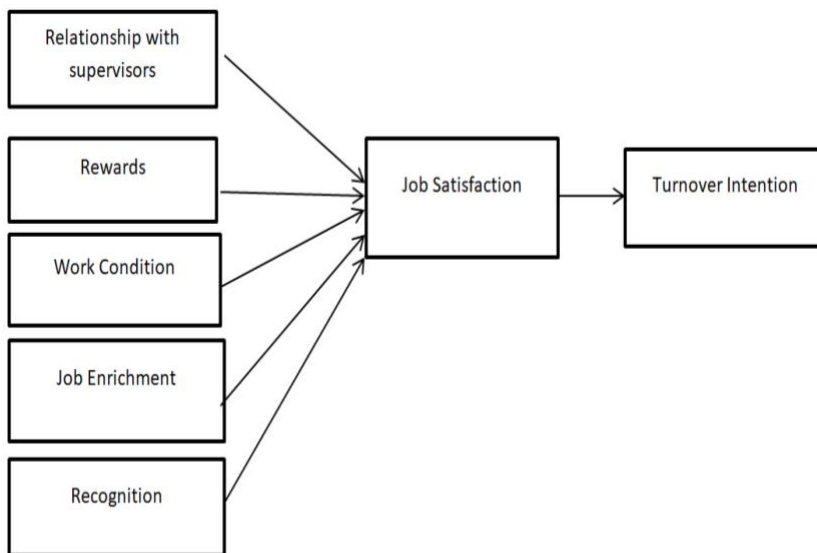 Relationship with
supervisors
Rewards
Work Condition
Job Enrichment
Recognition
Job Satisfaction
Turnover Intention